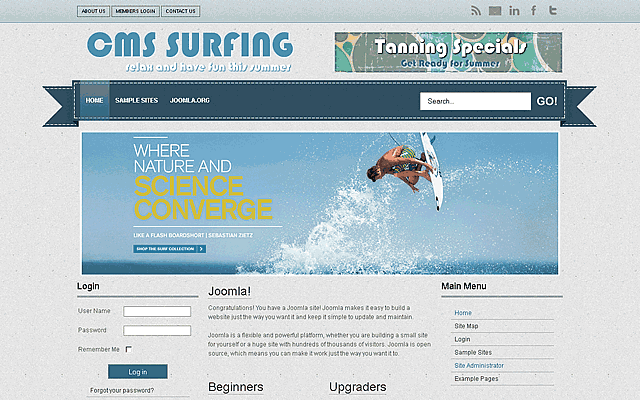 ABOUT US
MEMBERS LOGIN
CONTACT US
CMS SURFING
relax and have fun this summer
Tanning Specials
Get Ready for Summer
HOME
SAMPLE SITES
JOOMLA.ORG
Search...
GO!
WHERE
NATURE AND
SCIENCE
CONVERGE
LIKE A FLASH BOARDSHORT | SEBASTIAN ZIETZ
SHOP THE SURF COLLECTION
Login
User Name
Password
Remember Me
Log in
Forgot your password?
Joomla!
Congratulations! You have a Joomla site! Joomla makes it easy to build a
website just the way you want it and keep it simple to update and maintain.
Joomla is a flexible and powerful platform, whether you are building a small site
for yourself or a huge site with hundreds of thousands of visitors. Joomla is open
source, which means you can make it work just the way you want it to.
Beginners
Upgraders
Main Menu
Home
Site Map
Login
Sample Sites
Site Administrator
Example Pages